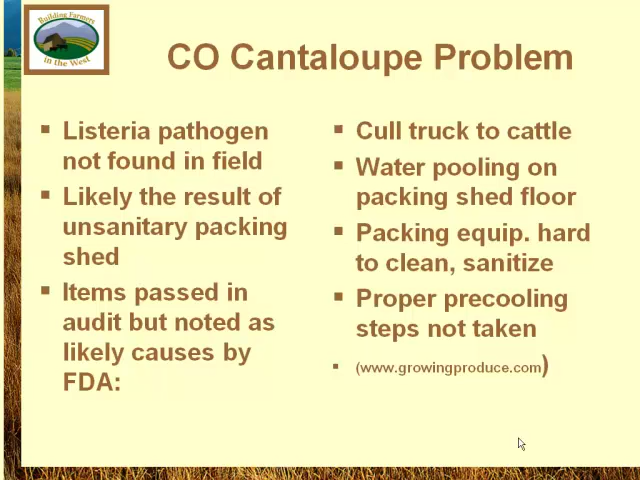 Building Farmers
in the West
CO Cantaloupe Problem
▪ Listeria pathogen
not found in field
▪ Likely the result of
unsanitary packing
shed
▪ Items passed in
audit but noted as
likely causes by
FDA:
▪ Cull truck to cattle
▪ Water pooling on
packing shed floor
▪ Packing equip. hard
to clean, sanitize
▪ Proper precooling
steps not taken
▪ (www.growingproduce.com)